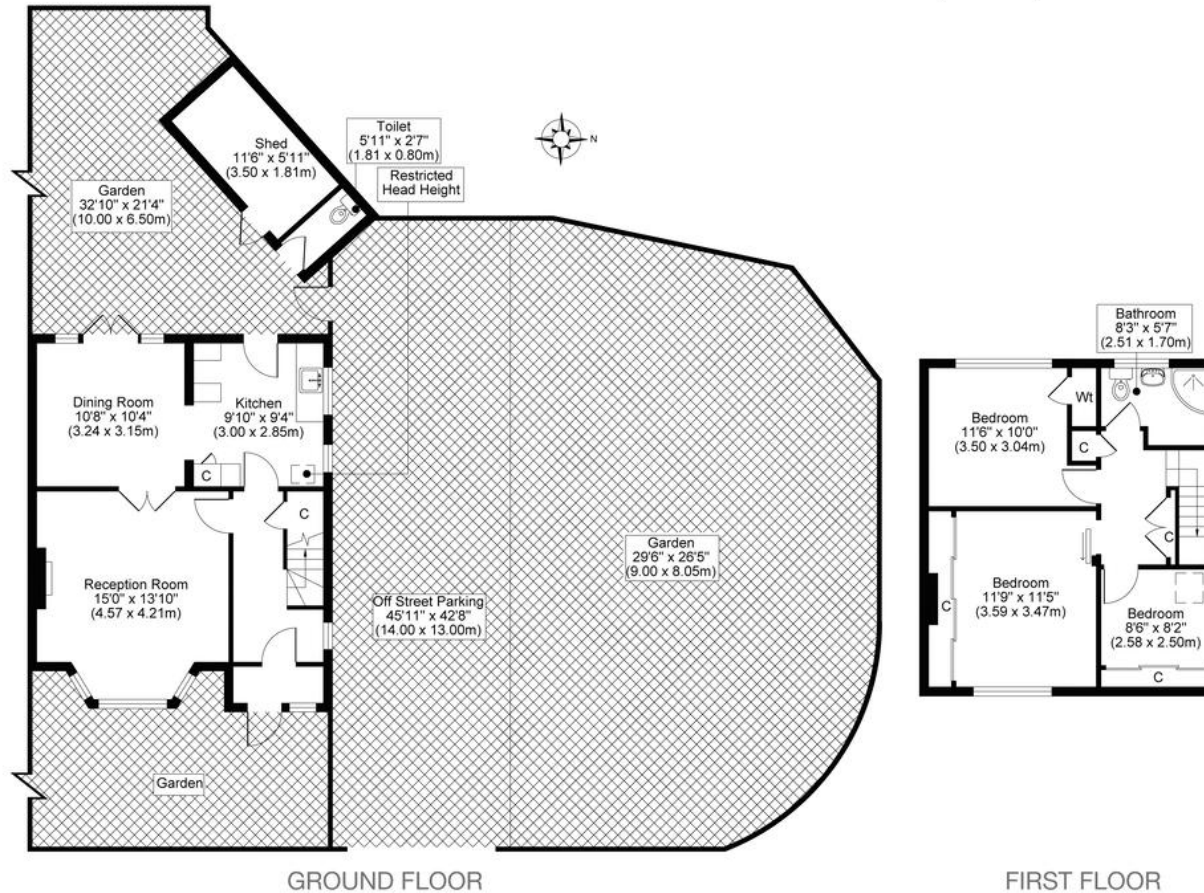 Toilet
5'11" x 2'7"
(1.81 x 0.80m)
Restricted
Head Height
Shed
11'6" x 5'11"
(3.50 x 1.81m)
N
Garden
32'10" x 21'4"
(10.00 x 6.50m)
Dining Room
10'8" x 10'4"
(3.24 x 3.15m)
Kitchen
9'10" x 9'4"
(3.00 x 2.85m)
C
C
Reception Room
15'0" x 13'10"
(4.57 x 4.21m)
Off Street Parking
45'11" x 42'8"
(14.00 x 13.00m)
Garden
29'6" x 26'5"
(9.00 x 8.05m)
Garden
GROUND FLOOR
Bathroom
8'3" x 5'7"
(2.51 x 1.70m)
Wt
Bedroom
11'6" x 10'0"
(3.50 x 3.04m)
C
C
Bedroom
11'9" x 11'5"
(3.59 x 3.47m)
C
Bedroom
8'6" x 8'2"
(2.58 x 2.50m)
C
FIRST FLOOR